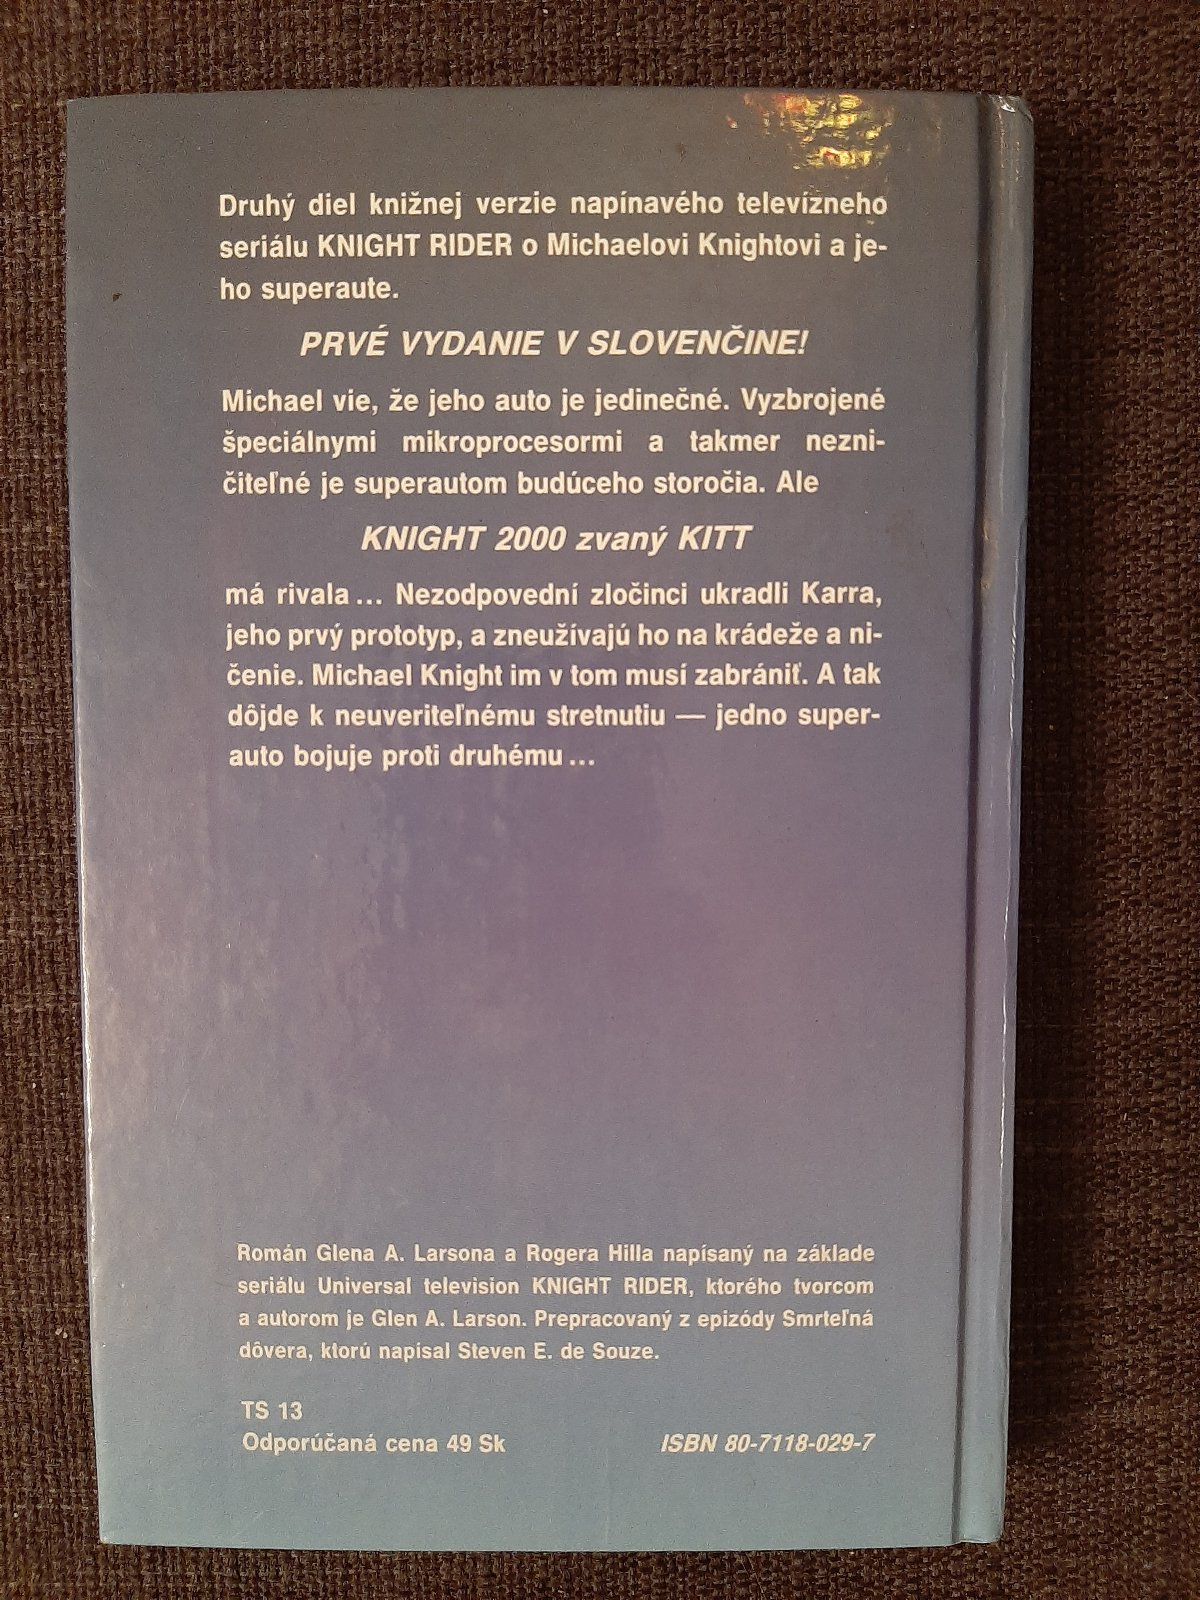 Druhý diel knižnej verzie napínavého televízneho
seriálu KNIGHT RIDER o Michaelovi Knightovi a je-
ho superaute.
PRVÉ VYDANIE V SLOVENČINE!
Michael vie, že jeho auto je jedinečné. Vyzbrojené
špeciálnymi mikroprocesormi a takmer nezni-
čiteľné je superautom budúceho storočia. Ale
KNIGHT 2000 zvaný KITT
má rivala ... Nezodpovední zločinci ukradli Karra,
jeho prvý prototyp, a zneužívajú ho na krádeže a ni-
čenie. Michael Knight im v tom musí zabrániť. A tak
dôjde k neuveriteľnému stretnutiu — jedno super-
auto bojuje proti druhému ...
Román Glena A. Larsona a Rogera Hilla napísaný na základe
seriálu Universal television KNIGHT RIDER, ktorého tvorcom
a autorom je Glen A. Larson. Prepracovaný z epizódy Smrteľná
dôvera, ktorú napísal Steven E. de Souze.
TS 13
Odporúčaná cena 49 Sk
ISBN 80-7118-029-7